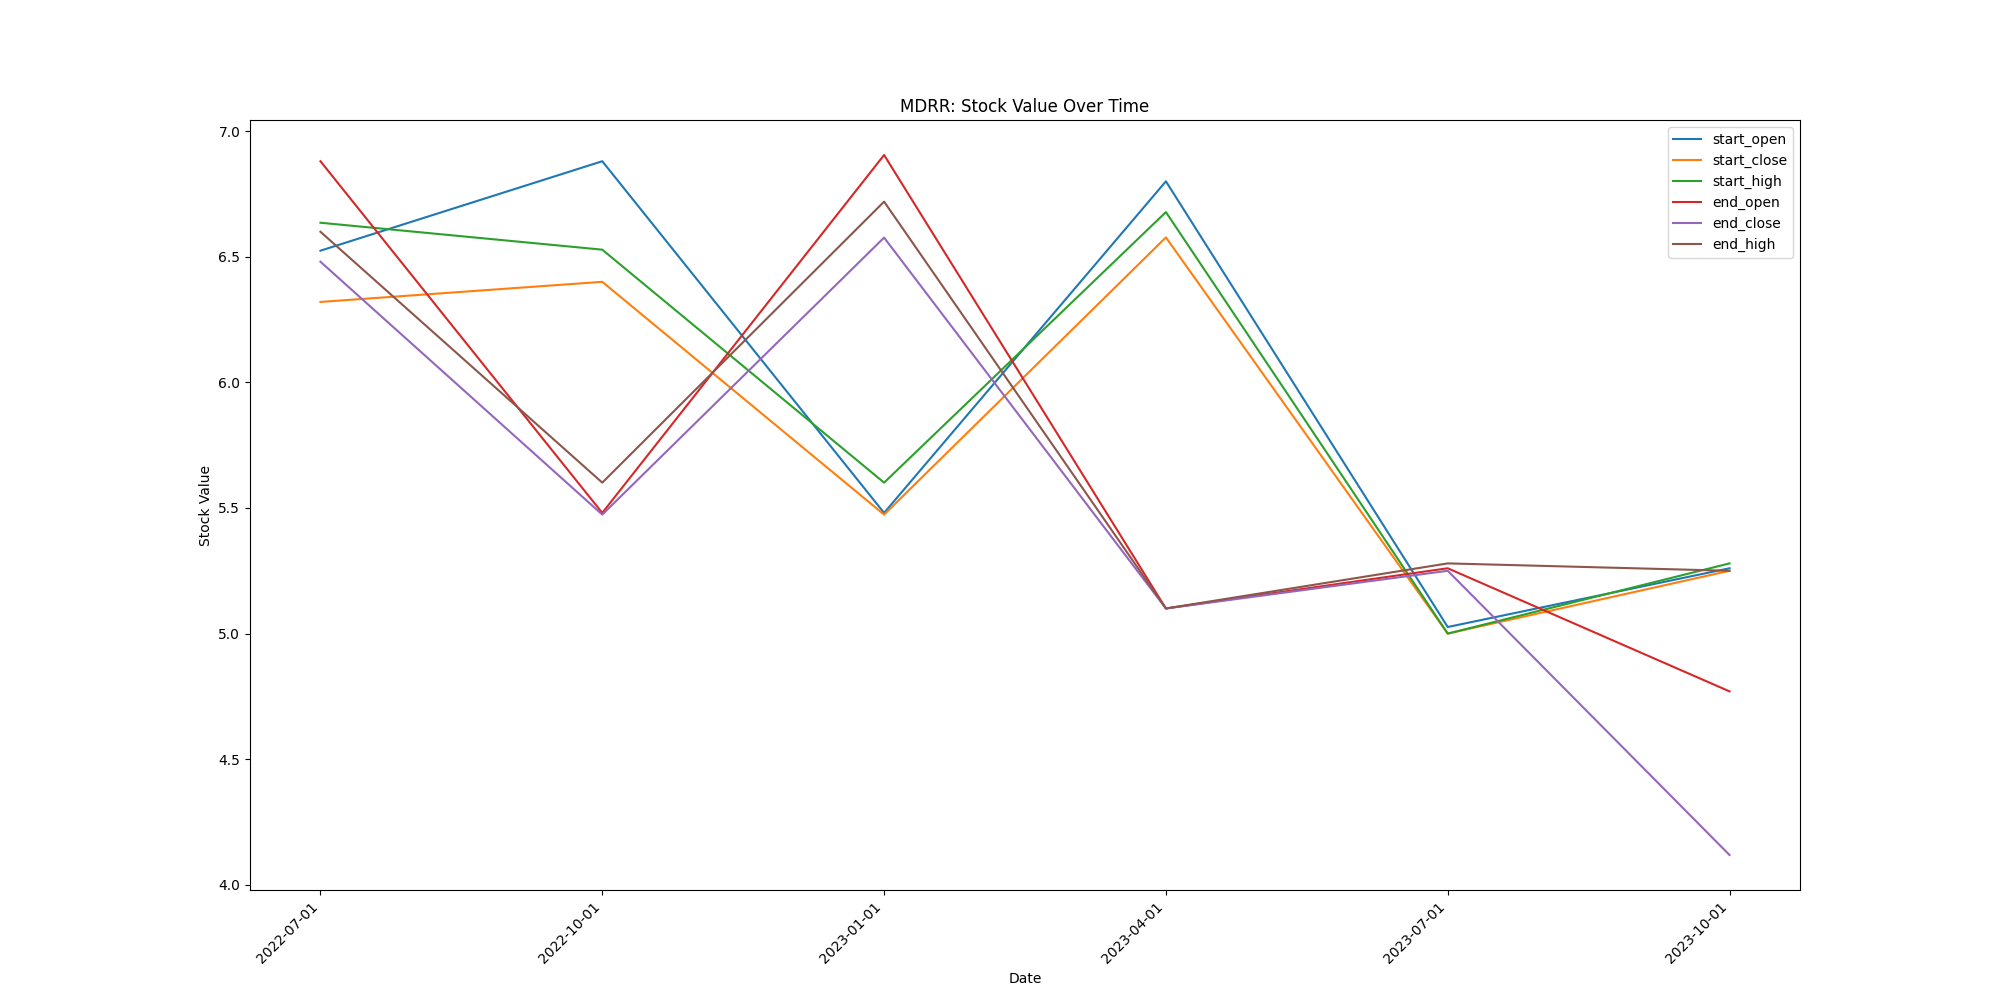 MDRR: Stock Value Over Time
7.0
6.5
6.0
5.5
5.0
4.5
4.0
Stock Value
start_open
start_close
start_high
end_open
end_close
end_high
2022-07-01
2022-10-01
2023-01-01
2023-04-01
2023-07-01
2023-10-01
Date